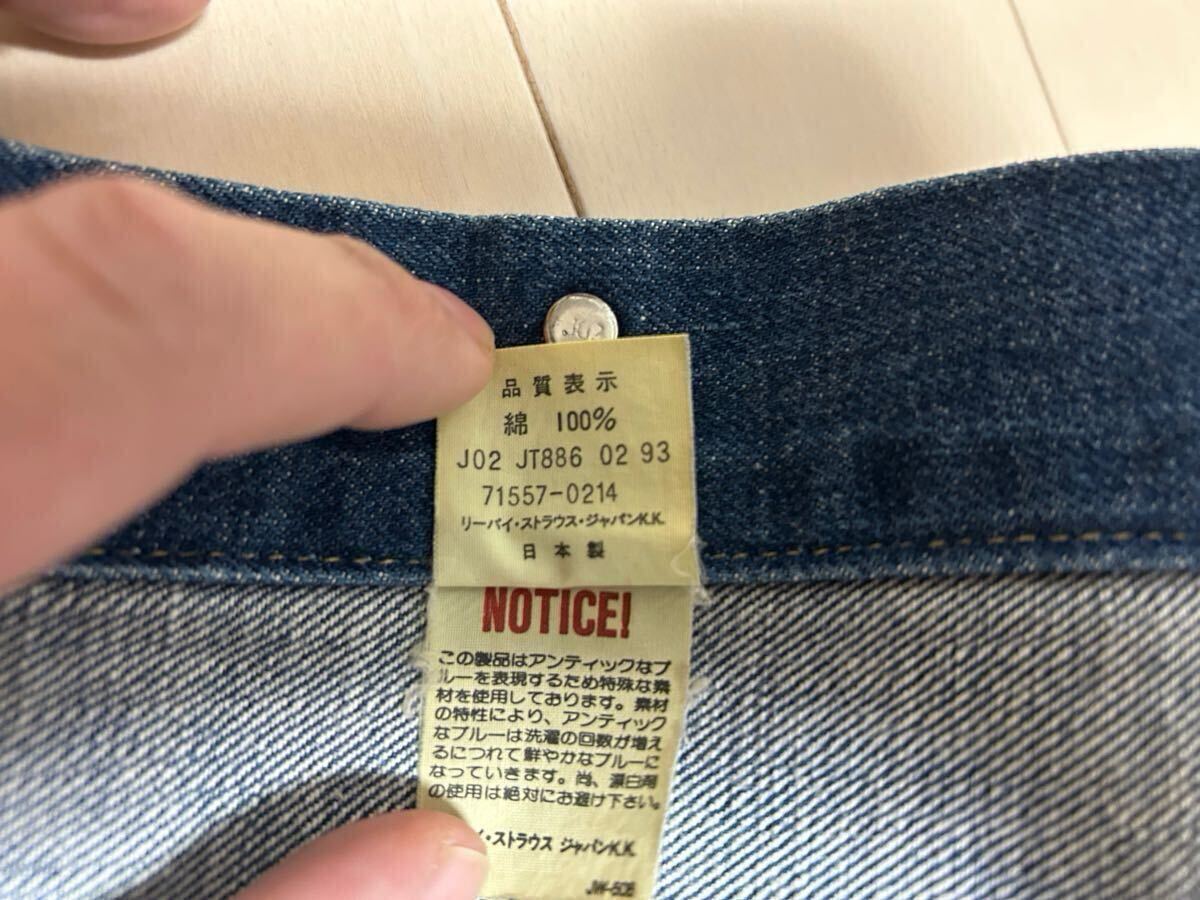 品質表示
綿 100%
J02 JT886 02 93
71557-0214
リーバイ・ストラウス・ジャパンK.K.
日本製
NOTICE!
この製品はアンティックなブ
ルーを表現するため特殊な素
材を使用しております。素材
の特性により、アンティック
なブルーは洗濯の回数が増え
るにつれて鮮やかなブルーに
なっていきます。尚、漂白剤
の使用は絶対にお避け下さい。
イ・ストラウス ジャパンK.K.